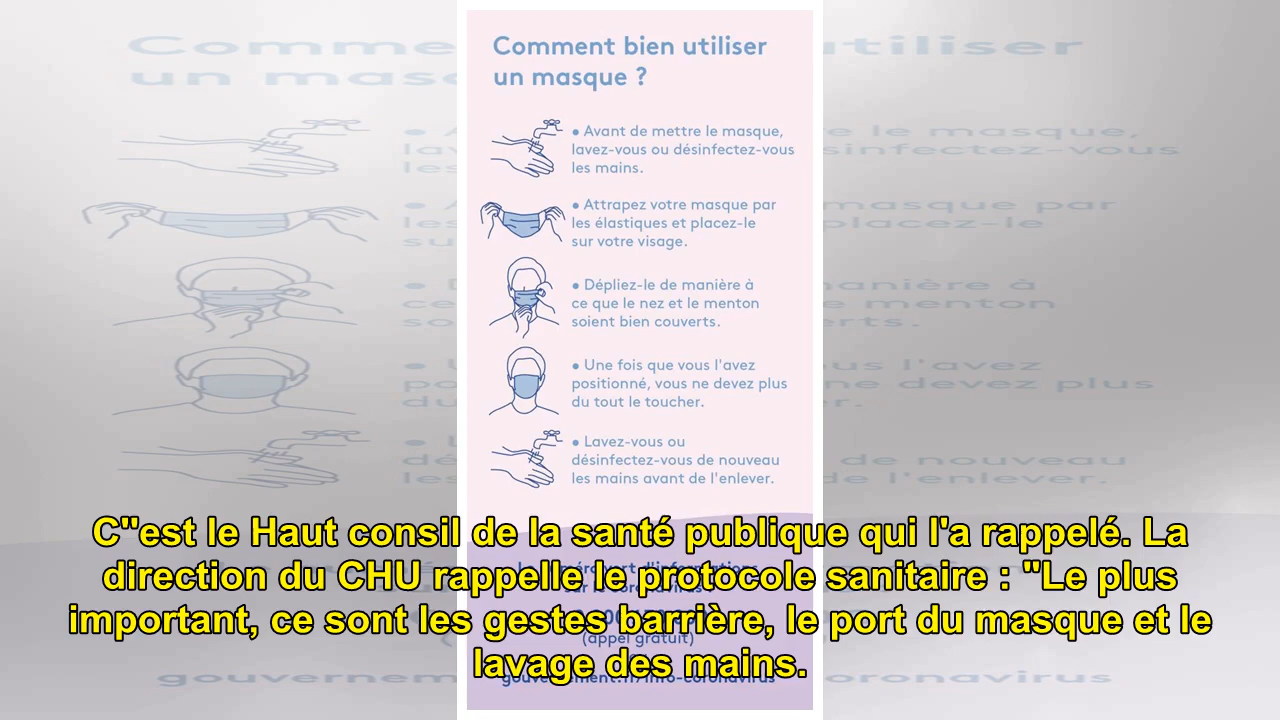 Comment bien utiliser
un masque ?
• Avant de mettre le masque,
lavez-vous ou désinfectez-vous
les mains.
• Attrapez votre masque par
les élastiques et placez-le
sur votre visage.
• Dépliez-le de manière à
ce que le nez et le menton
soient bien couverts.
• Une fois que vous l'avez
positionné, vous ne devez plus
du tout le toucher.
• Lavez-vous ou
désinfectez-vous de nouveau
les mains avant de l'enlever.
C''est le Haut consil de la santé publique qui l'a rappelé. La
direction du CHU rappelle le protocole sanitaire : "Le plus
important, ce sont les gestes barrière, le port du masque et le
lavage des mains.
(appel gratuit)